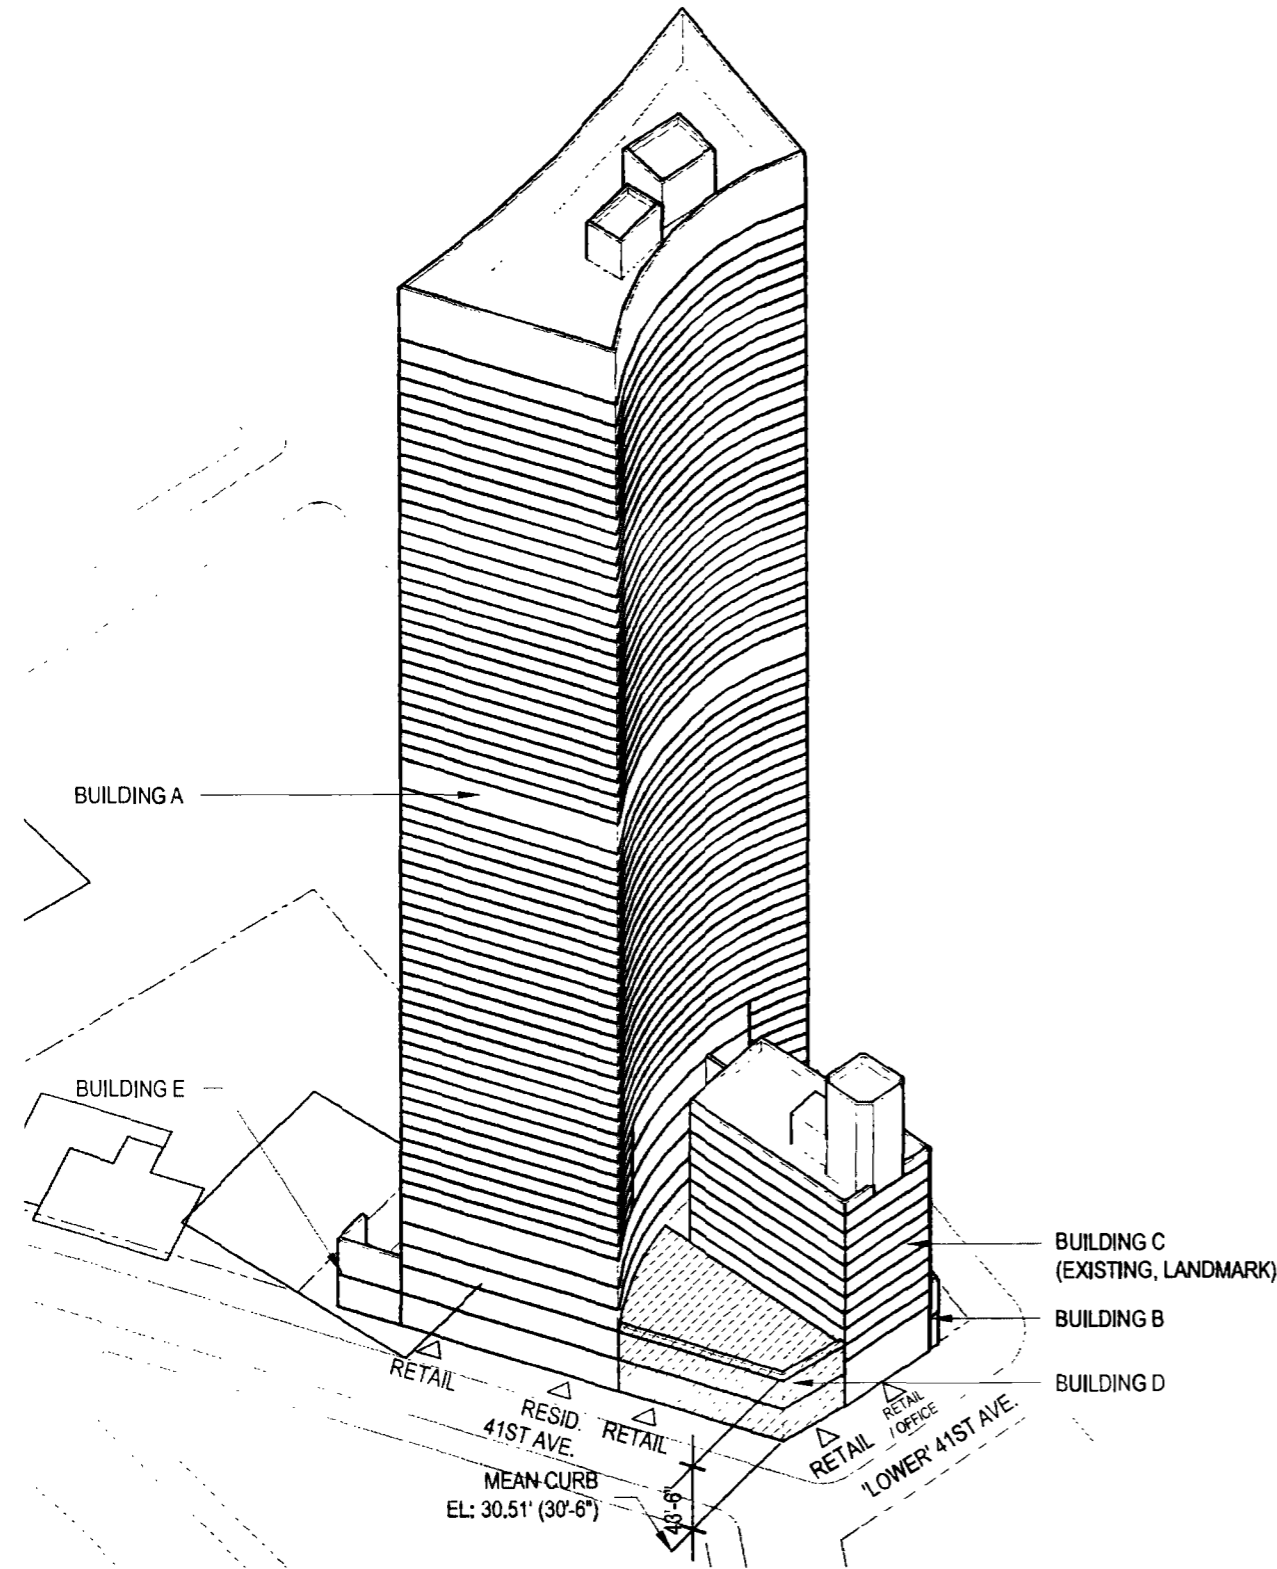 BUILDING A
BUILDING E
BUILDING C
(EXISTING, LANDMARK)
BUILDING B
BUILDING D
RETAIL
RESID.
41ST AVE.
RETAIL
RETAIL
RETAIL
/OFFICE
'LOWER' 41ST AVE.
MEAN CURB
EL: 30.51' (30'-6")
43'-6"